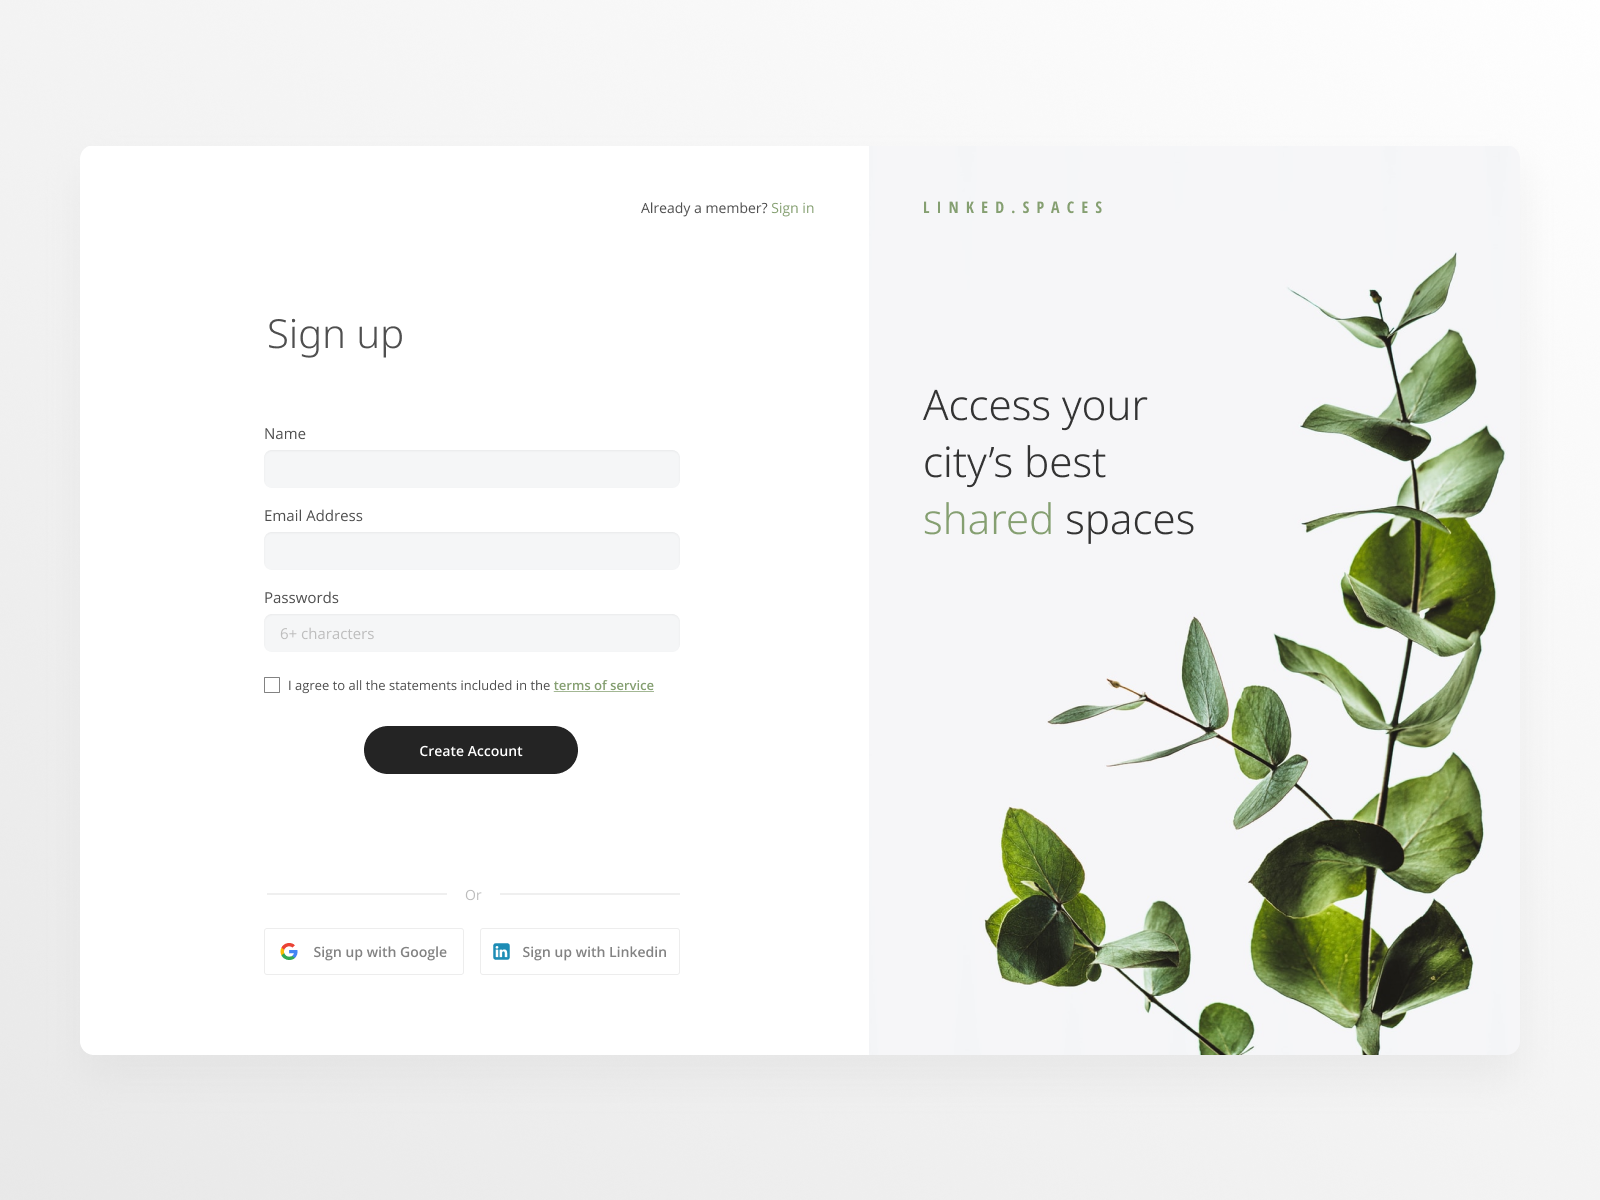 Already a member? Sign in
Sign up
Name
Email Address
Passwords
6+ characters
I agree to all the statements included in the terms of service
Create Account
Or
Sign up with Google
in Sign up with Linkedin
LINKED.SPACES
Access your
city’s best
shared spaces